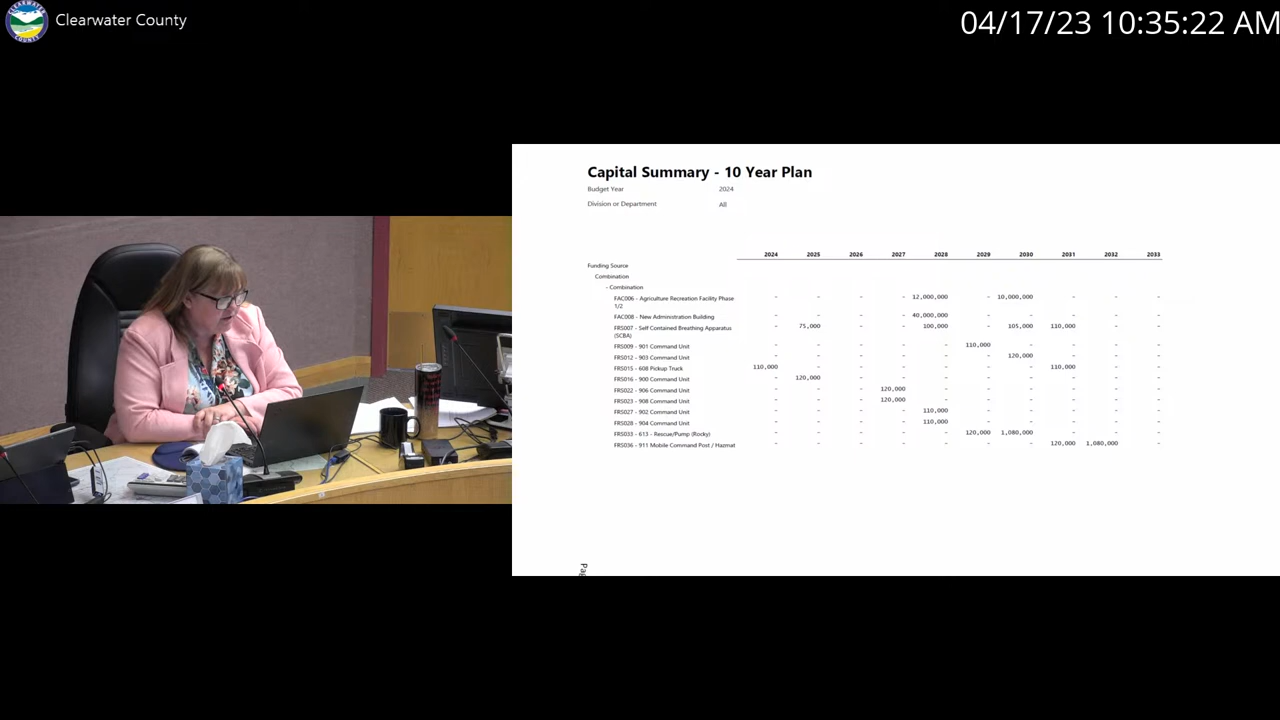 Clearwater County
04/17/23 10:35:22 AM
CLEARWATER
COUNTY
Capital Summary - 10 Year Plan
Budget Year 2024
Division or Department All
2024 2025 2026 2027 2028 2029 2030 2031 2032 2033
Funding Source
Combination
- Combination
FAC006 - Agriculture Recreation Facility Phase - - - - 12,000,000 - 10,000,000 - - -
1/2
FAC008 - New Administration Building - - - - 40,000,000 - - - - -
FRS007 - Self Contained Breathing Apparatus - 75,000 - - 100,000 - 105,000 110,000 - -
(SCBA)
FRS009 - 901 Command Unit - - - - - 110,000 - - - -
FRS012 - 903 Command Unit - - - - - - 120,000 - - -
FRS015 - 608 Pickup Truck 110,000 - - - - - - 110,000 - -
FRS016 - 900 Command Unit - 120,000 - - - - - - - -
FRS022 - 906 Command Unit - - - 120,000 - - - - - -
FRS023 - 908 Command Unit - - - 120,000 - - - - - -
FRS027 - 902 Command Unit - - - - 110,000 - - - - -
FRS028 - 904 Command Unit - - - - 110,000 - - - - -
FRS033 - 613 - Rescue/Pump (Rocky) - - - - - 120,000 1,080,000 - - -
FRS036 - 911 Mobile Command Post / Hazmat - - - - - - - 120,000 1,080,000 -
Pag